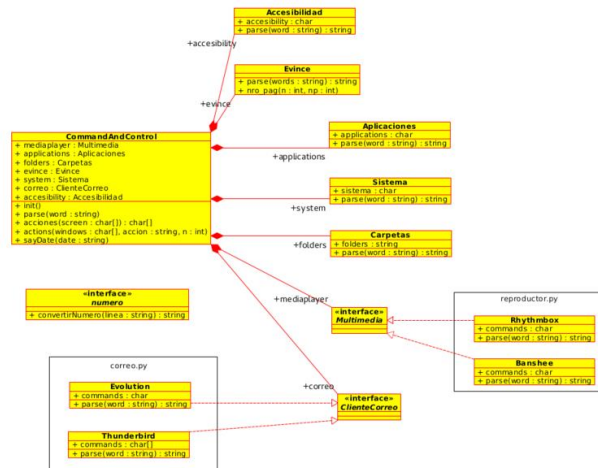 Accesibilidad
+ accesibility : char
+ parse(word : string) : string
+accesibility
Evince
+ parse(words : string) : string
+ nro_pag(n : int, np : int)
+evince
CommandAndControl
+ mediaplayer : Multimedia
+ applications : Aplicaciones
+ folders : Carpetas
+ evince : Evince
+ system : Sistema
+ correo : ClienteCorreo
+ accesibility : Accesibilidad
+ init()
+ parse(word : string)
+ acciones(screen : char[]) : char[]
+ actions(windows : char[], accion : string, n : int)
+ sayDate(date : string)
Aplicaciones
+ applications : char
+ parse(word : string) : string
+applications
Sistema
+ sistema : char
+ parse(word : string) : string
+system
Carpetas
+ folders : string
+ parse(word : string) : string
+folders
«interface»
numero
+ convertirNumero(linea : string) : string
+mediaplayer
«interface»
Multimedia
reproductor.py
Rhythmbox
+ commands : char
+ parse(word : string) : string
Banshee
+ commands : char
+ parse(word : string) : string
correo.py
Evolution
+ commands : char
+ parse(word : string) : string
Thunderbird
+ commands : char[]
+ parse(word : string) : string
+correo
«interface»
ClienteCorreo